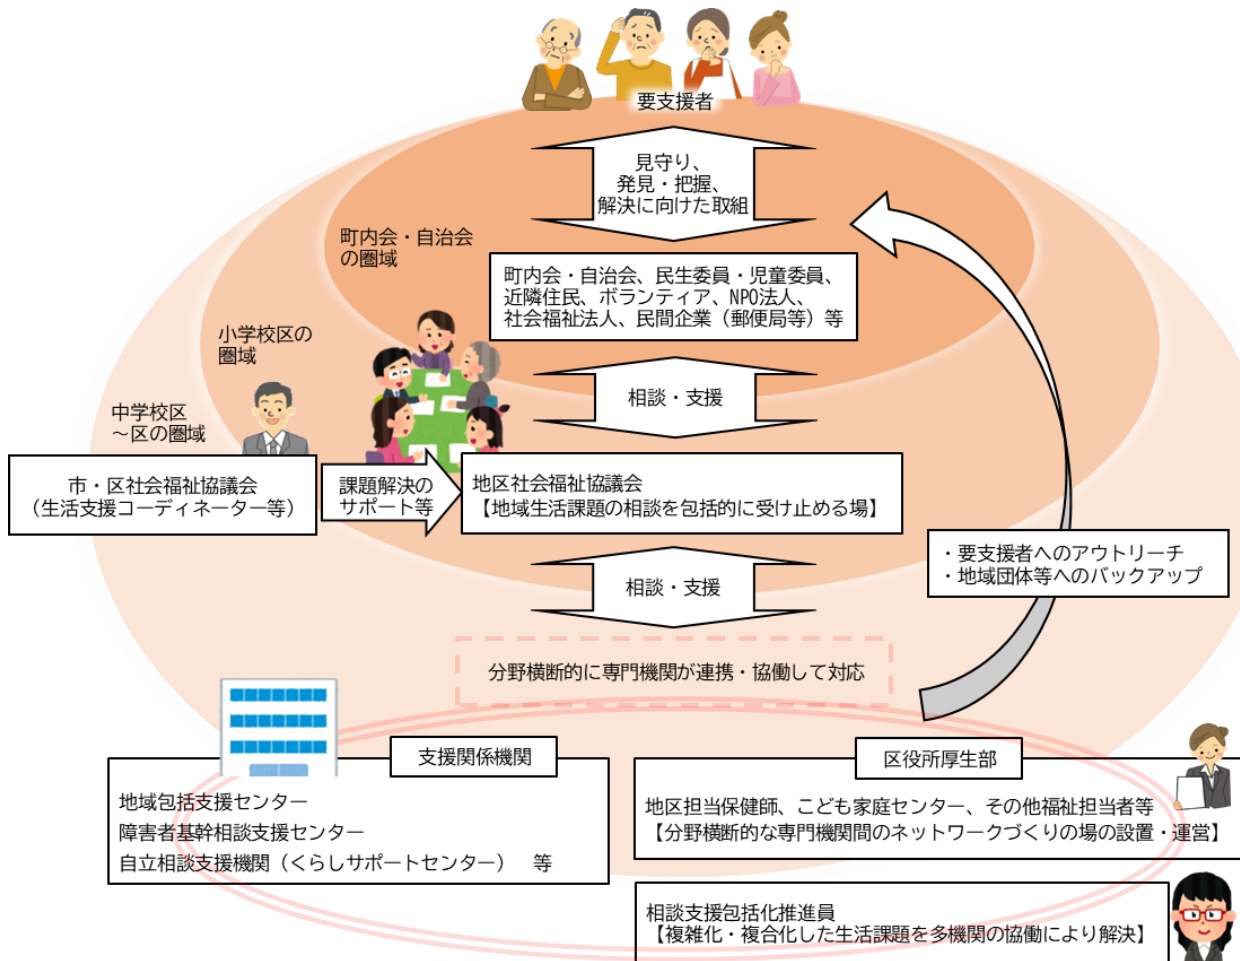 要支援者
見守り、
発見・把握、
解決に向けた取組
町内会・自治会
の圏域
町内会・自治会、民生委員・児童委員、
近隣住民、ボランティア、NPO法人、
社会福祉法人、民間企業（郵便局等）等
小学校区の
圏域
相談・支援
中学校区
～区の圏域
市・区社会福祉協議会
（生活支援コーディネーター等）
課題解決の
サポート等
地区社会福祉協議会
【地域生活課題の相談を包括的に受け止める場】
・要支援者へのアウトリーチ
・地域団体等へのバックアップ
相談・支援
分野横断的に専門機関が連携・協働して対応
支援関係機関
地域包括支援センター
障害者基幹相談支援センター
自立相談支援機関（くらしサポートセンター）　等
区役所厚生部
地区担当保健師、こども家庭センター、その他福祉担当者等
【分野横断的な専門機関間のネットワークづくりの場の設置・運営】
相談支援包括化推進員
【複雑化・複合化した生活課題を多機関の協働により解決】